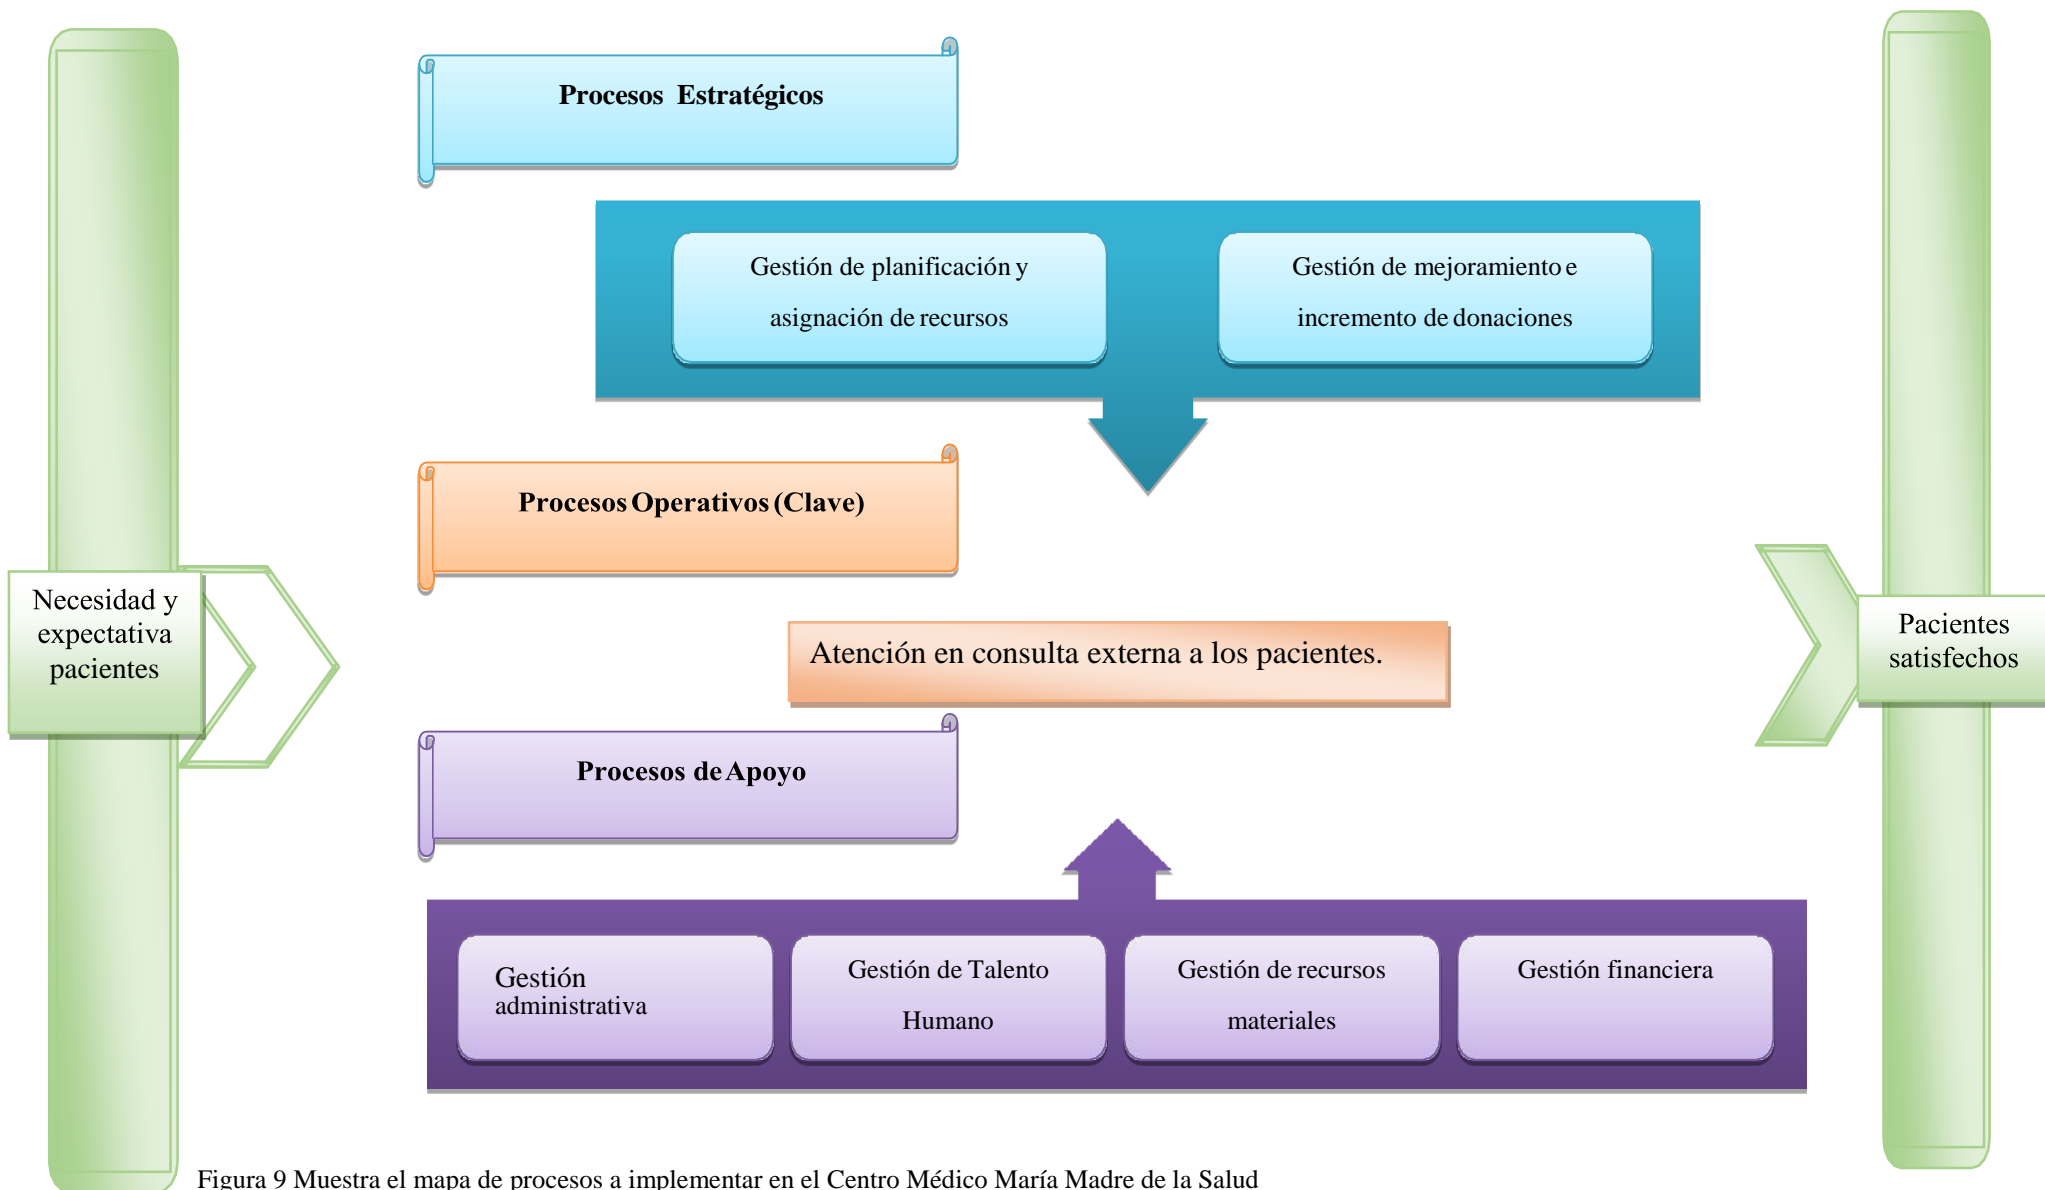 Procesos Estratégicos
Gestión de planificación y
asignación de recursos
Gestión de mejoramiento e
incremento de donaciones
Procesos Operativos (Clave)
Necesidad y
expectativa
pacientes
Atención en consulta externa a los pacientes.
Pacientes
satisfechos
Procesos de Apoyo
Gestión
administrativa
Gestión de Talento
Humano
Gestión de recursos
materiales
Gestión financiera
Figura 9 Muestra el mapa de procesos a implementar en el Centro Médico María Madre de la Salud